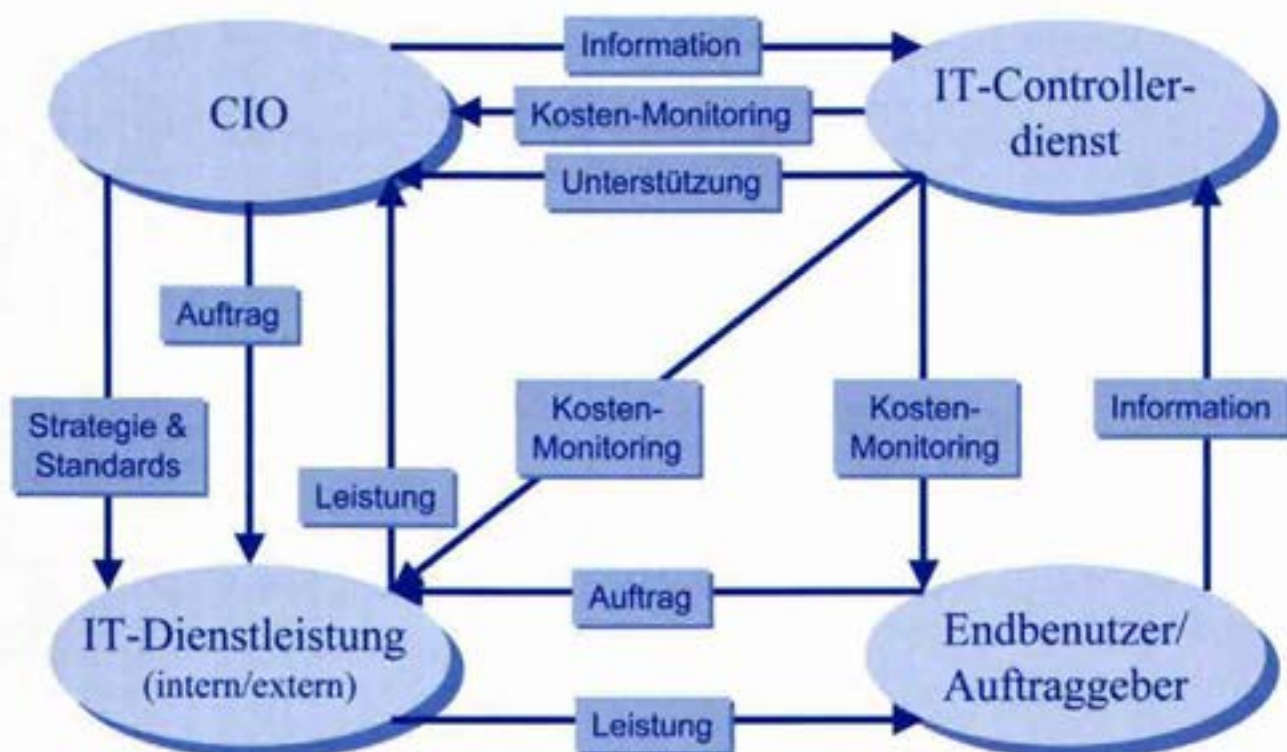 Information
CIO
IT-Controller-
dienst
Kosten-Monitoring
Unterstützung
Auftrag
Strategie &
Standards
Leistung
Kosten-
Monitoring
Kosten-
Monitoring
Information
Auftrag
IT-Dienstleistung
(intern/extern)
Endbenutzer/
Auftraggeber
Leistung